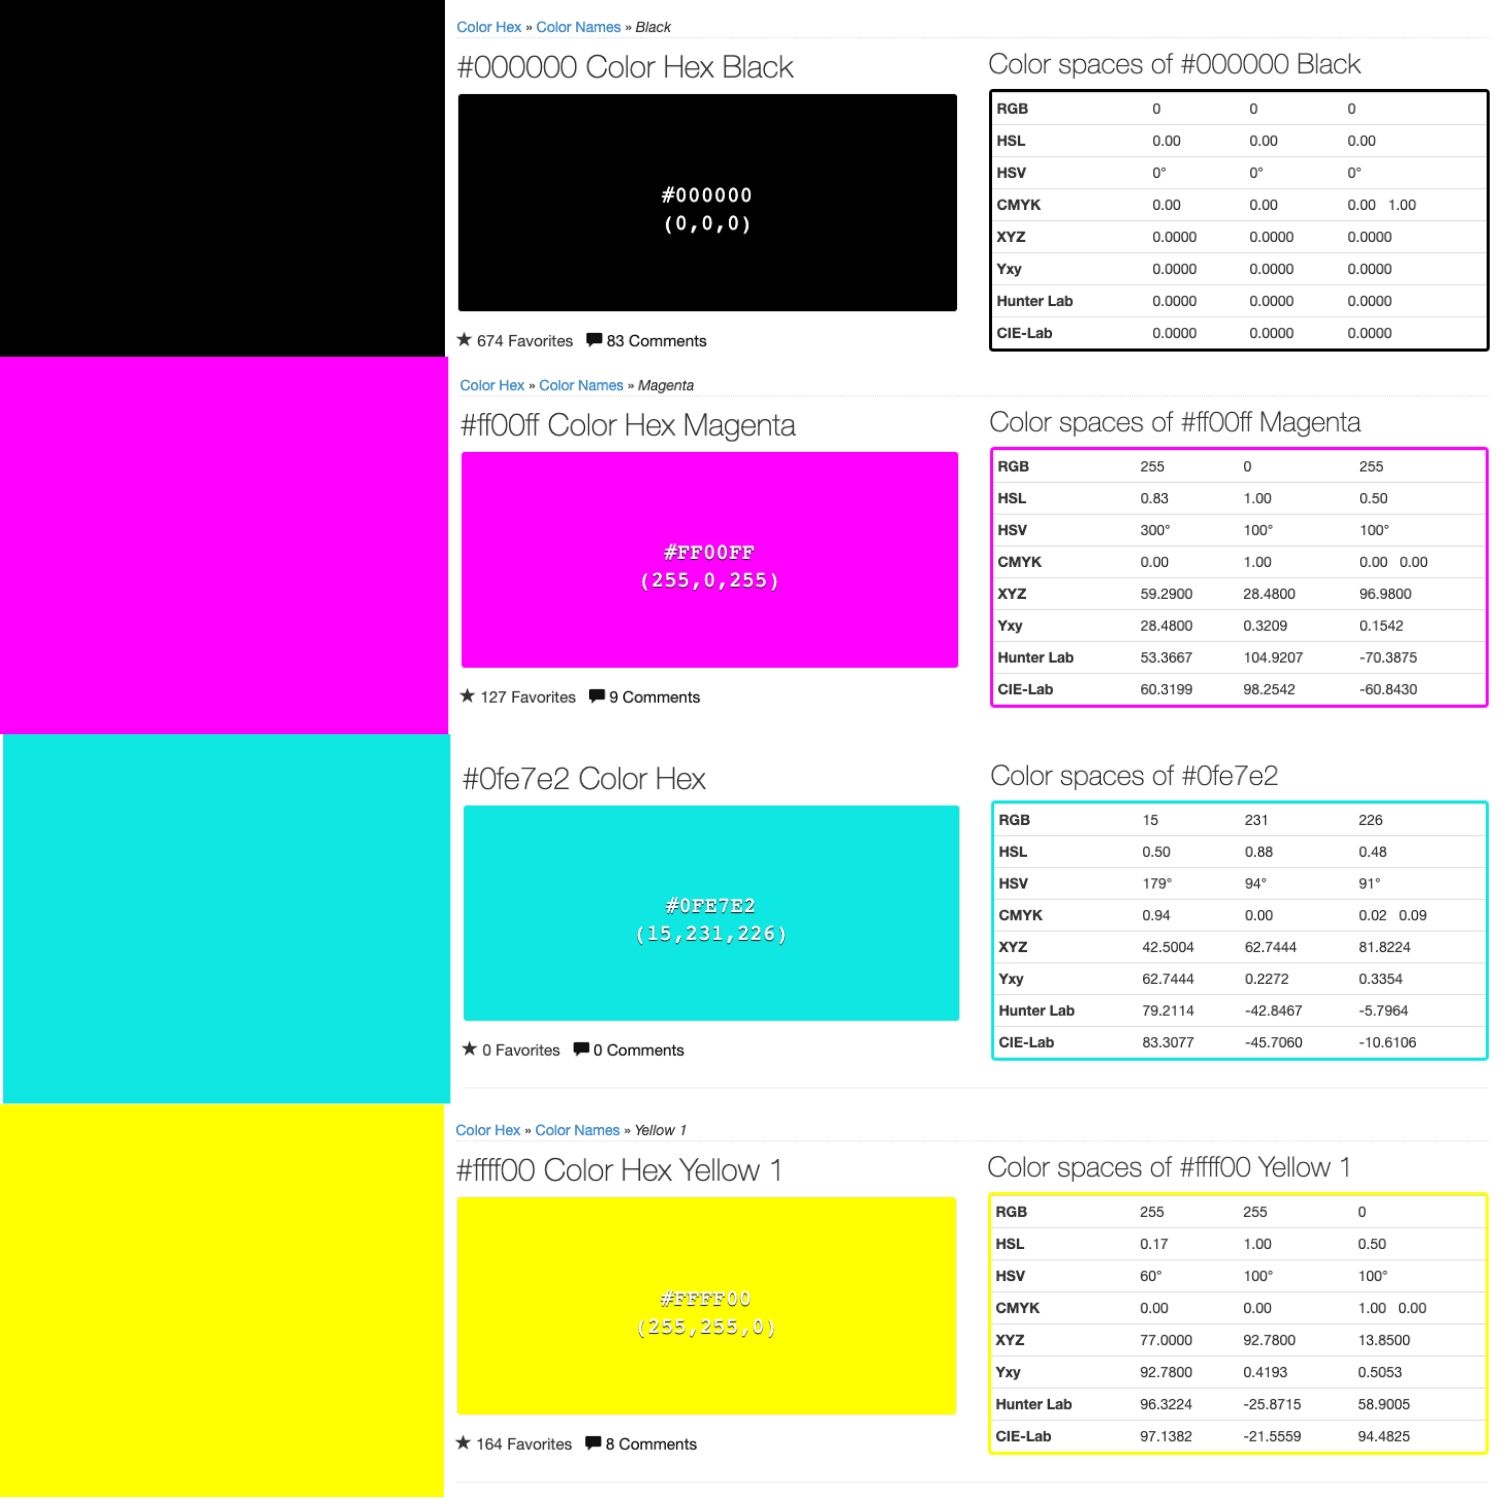 Color Hex » Color Names » Black
#000000 Color Hex Black
#000000
(0,0,0)
674 Favorites 83 Comments
Color spaces of #000000 Black
RGB 0 0 0
HSL 0.00 0.00 0.00
HSV 0° 0° 0°
CMYK 0.00 0.00 0.00 1.00
XYZ 0.0000 0.0000 0.0000
Yxy 0.0000 0.0000 0.0000
Hunter Lab 0.0000 0.0000 0.0000
CIE-Lab 0.0000 0.0000 0.0000
Color Hex » Color Names » Magenta
#ff00ff Color Hex Magenta
#FF00FF
(255,0,255)
127 Favorites 9 Comments
Color spaces of #ff00ff Magenta
RGB 255 0 255
HSL 0.83 1.00 0.50
HSV 300° 100° 100°
CMYK 0.00 1.00 0.00 0.00
XYZ 59.2900 28.4800 96.9800
Yxy 28.4800 0.3209 0.1542
Hunter Lab 53.3667 104.9207 -70.3875
CIE-Lab 60.3199 98.2542 -60.8430
#0fe7e2 Color Hex
#0FE7E2
(15,231,226)
0 Favorites 0 Comments
Color spaces of #0fe7e2
RGB 15 231 226
HSL 0.50 0.88 0.48
HSV 179° 94° 91°
CMYK 0.94 0.00 0.02 0.09
XYZ 42.5004 62.7444 81.8224
Yxy 62.7444 0.2272 0.3354
Hunter Lab 79.2114 -42.8467 -5.7964
CIE-Lab 83.3077 -45.7060 -10.6106
Color Hex » Color Names » Yellow 1
#ffff00 Color Hex Yellow 1
#FFFF00
(255,255,0)
164 Favorites 8 Comments
Color spaces of #ffff00 Yellow 1
RGB 255 255 0
HSL 0.17 1.00 0.50
HSV 60° 100° 100°
CMYK 0.00 0.00 1.00 0.00
XYZ 77.0000 92.7800 13.8500
Yxy 92.7800 0.4193 0.5053
Hunter Lab 96.3224 -25.8715 58.9005
CIE-Lab 97.1382 -21.5559 94.4825